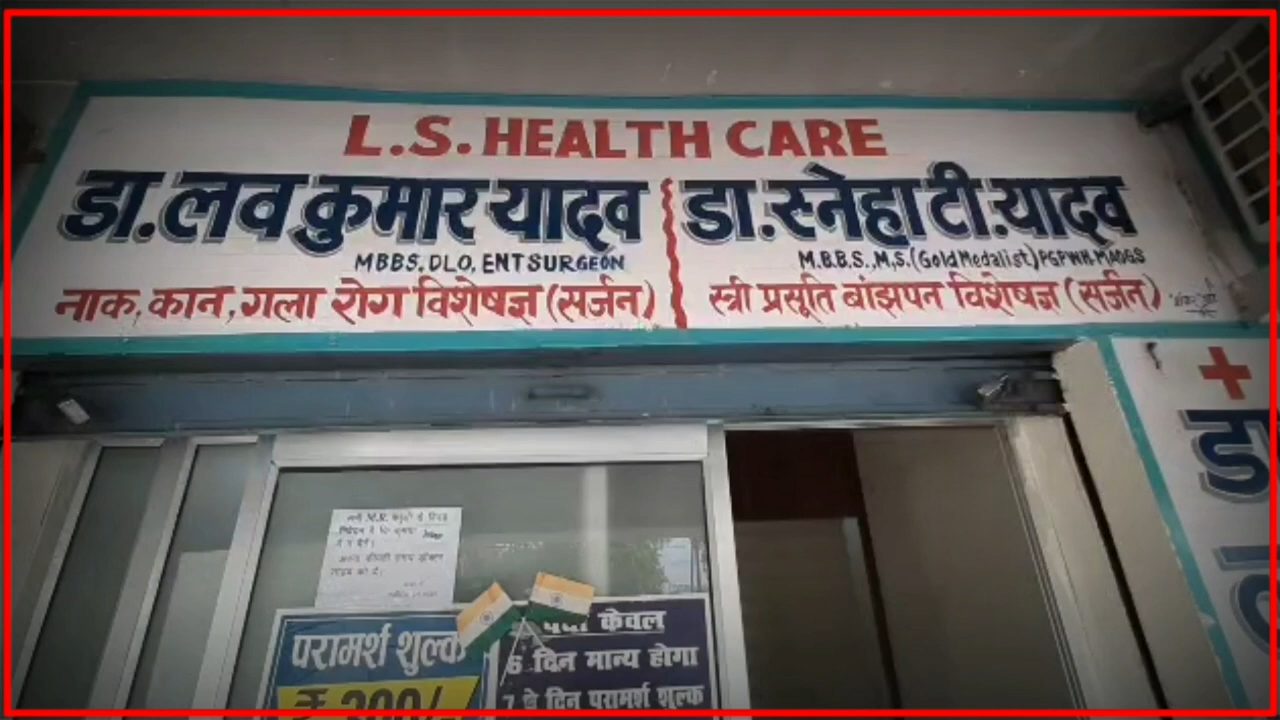 L.S. HEALTH CARE
डा. लव कुमार यादव
MBBS, DLO, ENT SURGEON
नाक, कान, गला रोग विशेषज्ञ (सर्जन)
डा. स्नेहा टी. यादव
M.B.B.S., M.S. (Gold Medalist) PGPWH, MAOGS
स्त्री प्रसूति बांझपन विशेषज्ञ (सर्जन)
डा
M.R.
परामर्श शुल्क
₹ 300/-
केवल
दिन मान्य होगा
7 वे दिन परामर्श शुल्क